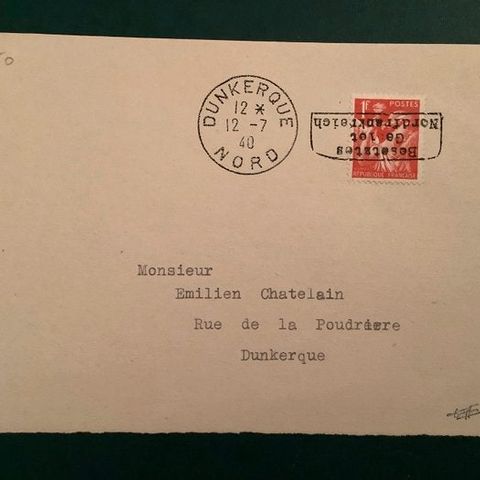 DUNKERQUE
12 *
12 -7
40
NORD
1F POSTES
RÉPUBLIQUE FRANÇAISE
Besetztes
Gebiet
Nordfrankreich
Monsieur
Emilien Chatelain
Rue de la Poudrière
Dunkerque